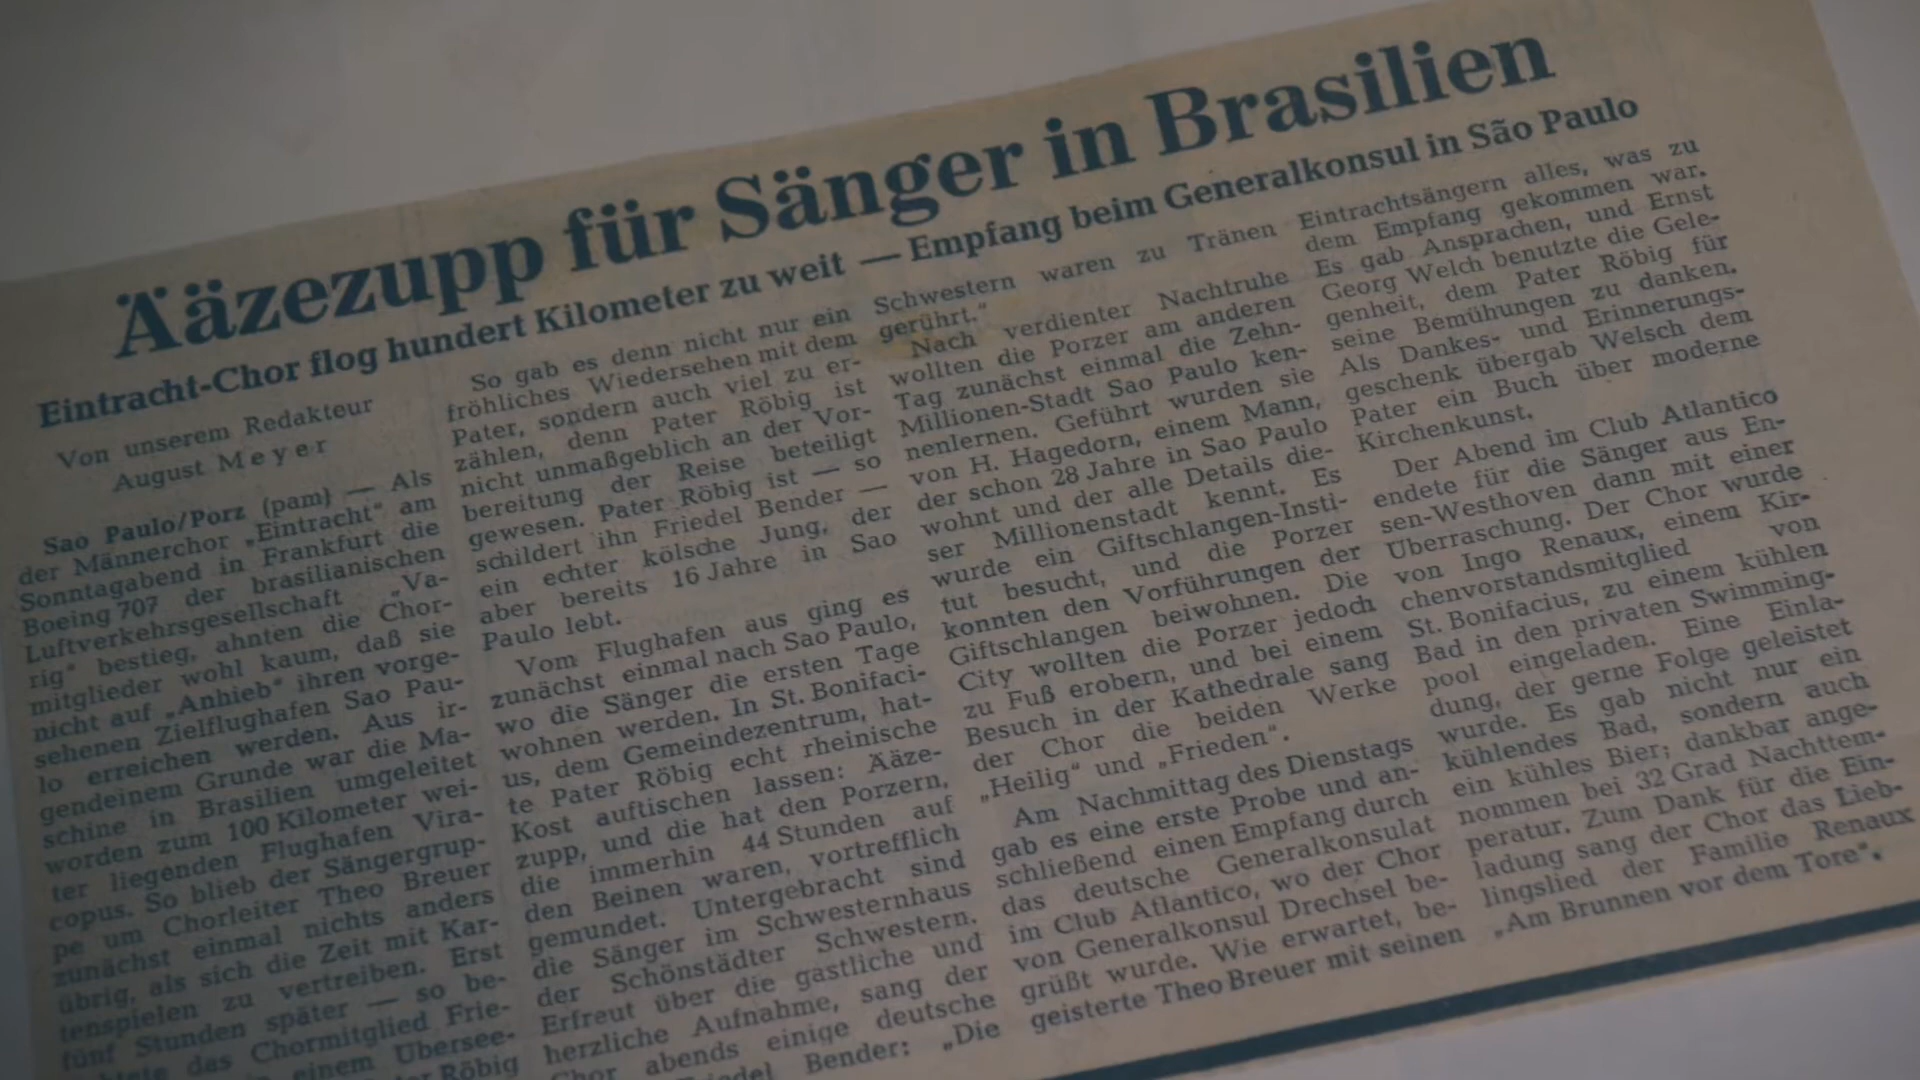 Ääzezupp für Sänger in Brasilien
Eintracht-Chor flog hundert Kilometer zu weit — Empfang beim Generalkonsul in São Paulo
Von unserem Redakteur
August Meyer
Sao Paulo/Porz (pam) — Als
der Männerchor „Eintracht" am
Sonntagabend in Frankfurt die
Boeing 707 der brasilianischen
Luftverkehrsgesellschaft „Va-
rig" bestieg, ahnten die Chor-
mitglieder wohl kaum, daß sie
nicht auf „Anhieb" ihren vorge-
sehenen Zielflughafen Sao Pau-
lo erreichen werden. Aus ir-
gendeinem Grunde war die Ma-
schine in Brasilien umgeleitet
worden zum 100 Kilometer wei-
ter liegenden Flughafen Vira-
copus. So blieb der Sängergrup-
pe um Chorleiter Theo Breuer
zunächst einmal nichts anders
übrig, als sich die Zeit mit Kar-
tenspielen zu vertreiben. Erst
fünf Stunden später — so be-
das Chormitglied Frie-
einem Übersee-
Röbig
So gab es denn nicht nur ein
fröhliches Wiedersehen mit dem
Pater, sondern auch viel zu er-
zählen, denn Pater Röbig ist
nicht unmaßgeblich an der Vor-
bereitung der Reise beteiligt
gewesen. Pater Röbig ist — so
schildert ihn Friedel Bender —
ein echter kölsche Jung, der
aber bereits 16 Jahre in Sao
Paulo lebt.
Vom Flughafen aus ging es
zunächst einmal nach Sao Paulo,
wo die Sänger die ersten Tage
wohnen werden. In St. Bonifaci-
us, dem Gemeindezentrum, hat-
te Pater Röbig echt rheinische
Kost auftischen lassen: Ääze-
zupp, und die hat den Porzern,
die immerhin 44 Stunden auf
den Beinen waren, vortrefflich
gemundet. Untergebracht sind
die Sänger im Schwesternhaus
der Schönstädter Schwestern.
Erfreut über die gastliche und
herzliche Aufnahme, sang der
Chor abends einige deutsche
Bender: „Die
Schwestern waren zu Tränen
gerührt."
Nach verdienter Nachtruhe
wollten die Porzer am anderen
Tag zunächst einmal die Zehn-
Millionen-Stadt Sao Paulo ken-
nenlernen. Geführt wurden sie
von H. Hagedorn, einem Mann,
der schon 28 Jahre in Sao Paulo
wohnt und der alle Details die-
ser Millionenstadt kennt. Es
wurde ein Giftschlangen-Insti-
tut besucht, und die Porzer
konnten den Vorführungen der
Giftschlangen beiwohnen. Die
City wollten die Porzer jedoch
zu Fuß erobern, und bei einem
Besuch in der Kathedrale sang
der Chor die beiden Werke
„Heilig" und „Frieden".
Am Nachmittag des Dienstags
gab es eine erste Probe und an-
schließend einen Empfang durch
das deutsche Generalkonsulat
im Club Atlantico, wo der Chor
von Generalkonsul Drechsel be-
grüßt wurde. Wie erwartet, be-
geisterte Theo Breuer mit seinen
Eintrachtsängern alles, was zu
dem Empfang gekommen war.
Es gab Ansprachen, und Ernst
Georg Welch benutzte die Gele-
genheit, dem Pater Röbig für
seine Bemühungen zu danken.
Als Dankes- und Erinnerungs-
geschenk übergab Welsch dem
Pater ein Buch über moderne
Kirchenkunst.
Der Abend im Club Atlantico
endete für die Sänger aus En-
sen-Westhoven dann mit einer
Überraschung. Der Chor wurde
von Ingo Renaux, einem Kir-
chenvorstandsmitglied von
St. Bonifacius, zu einem kühlen
Bad in den privaten Swimming-
pool eingeladen. Eine Einla-
dung, der gerne Folge geleistet
wurde. Es gab nicht nur ein
kühlendes Bad, sondern auch
ein kühles Bier; dankbar ange-
nommen bei 32 Grad Nachttem-
peratur. Zum Dank für die Ein-
ladung sang der Chor das Lieb-
lingslied der Familie Renaux
„Am Brunnen vor dem Tore".